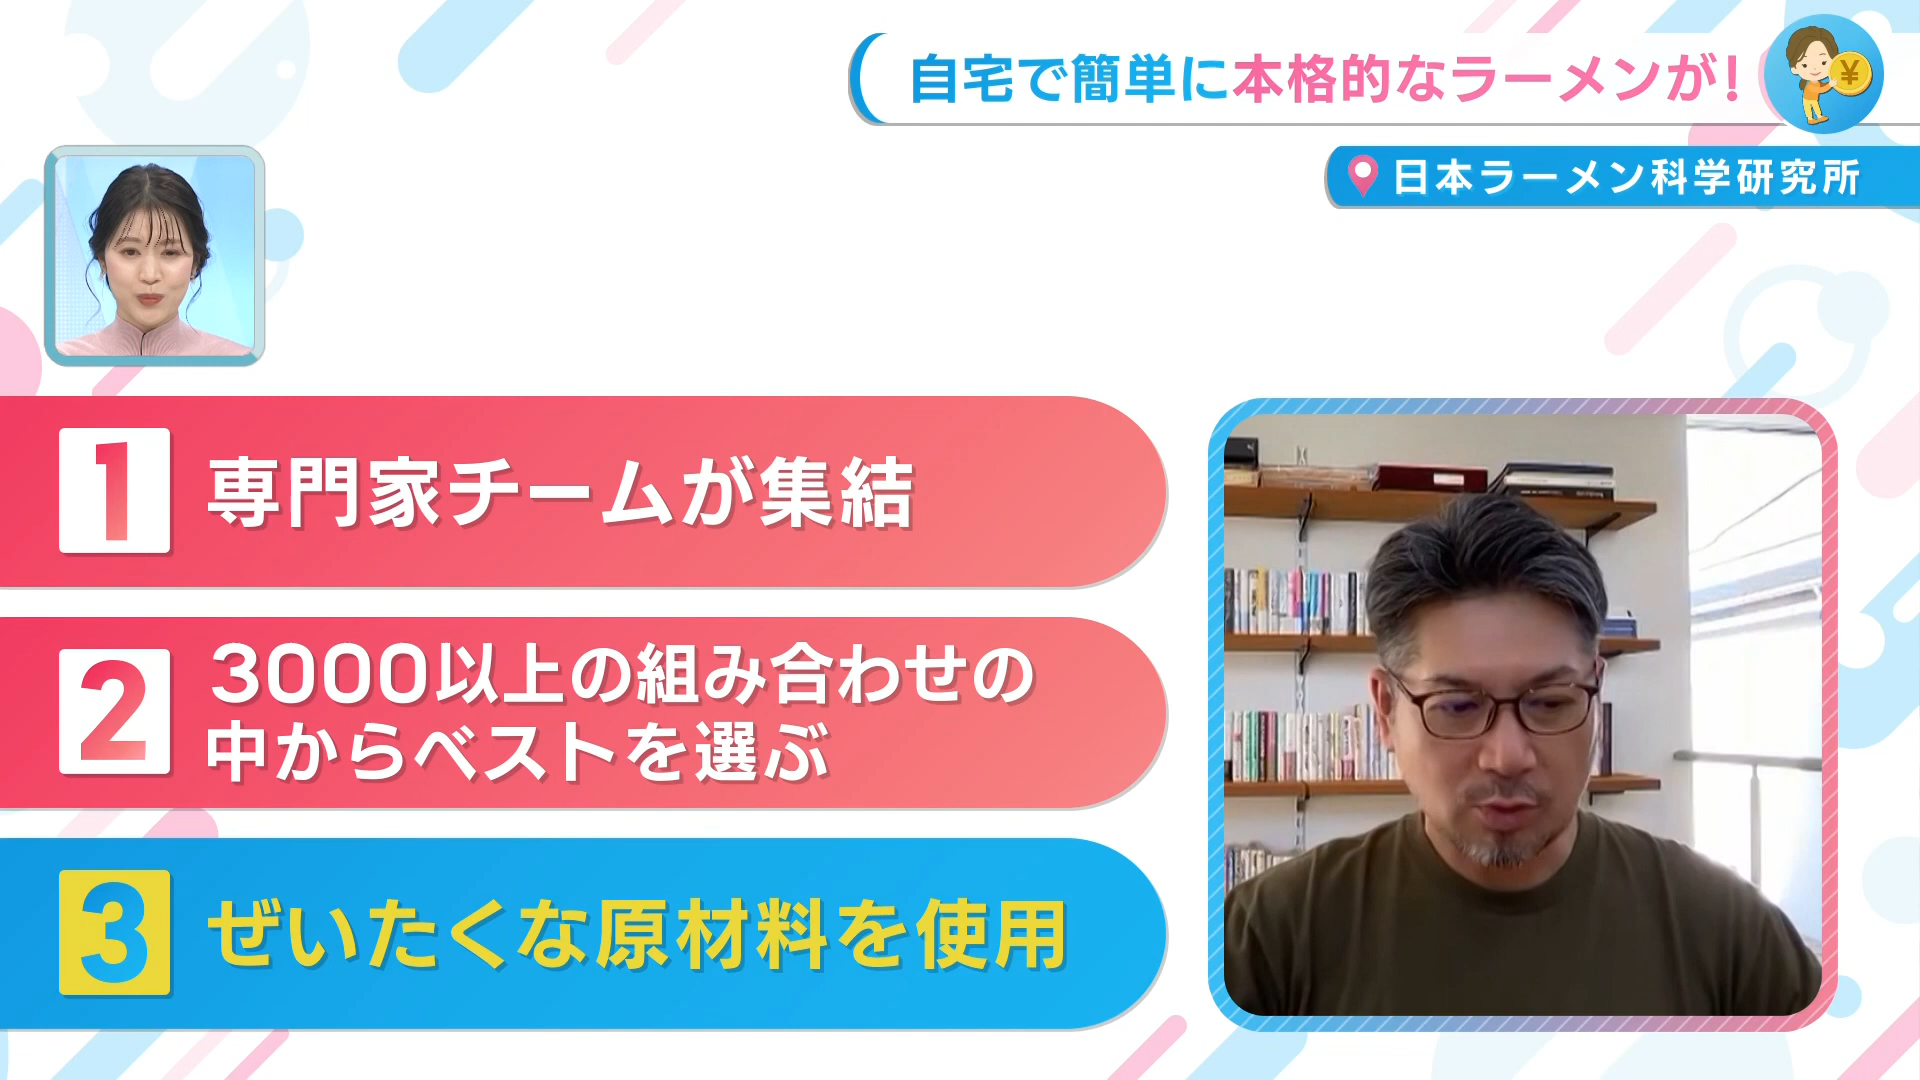 自宅で簡単に本格的なラーメンが!
¥
日本ラーメン科学研究所
1 専門家チームが集結
2 3000以上の組み合わせの
中からベストを選ぶ
3 ぜいたくな原材料を使用